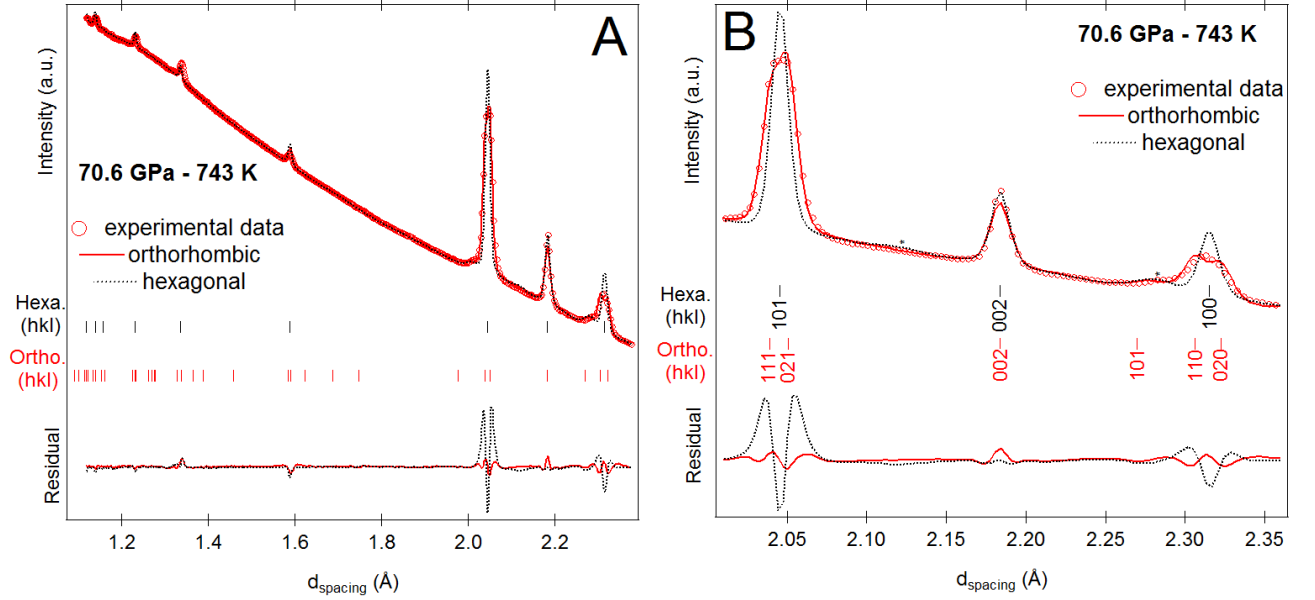 A
Intensity (a.u.)
70.6 GPa - 743 K
experimental data
orthorhombic
hexagonal
Hexa.
(hkl)
Ortho.
(hkl)
Residual
1.2
1.4
1.6
1.8
2.0
2.2
dspacing (Å)
B
Intensity (a.u.)
70.6 GPa - 743 K
experimental data
orthorhombic
hexagonal
*
*
Hexa.
(hkl)
101
002
100
Ortho.
(hkl)
111
021
002
101
110
020
Residual
2.05
2.10
2.15
2.20
2.25
2.30
2.35
dspacing (Å)